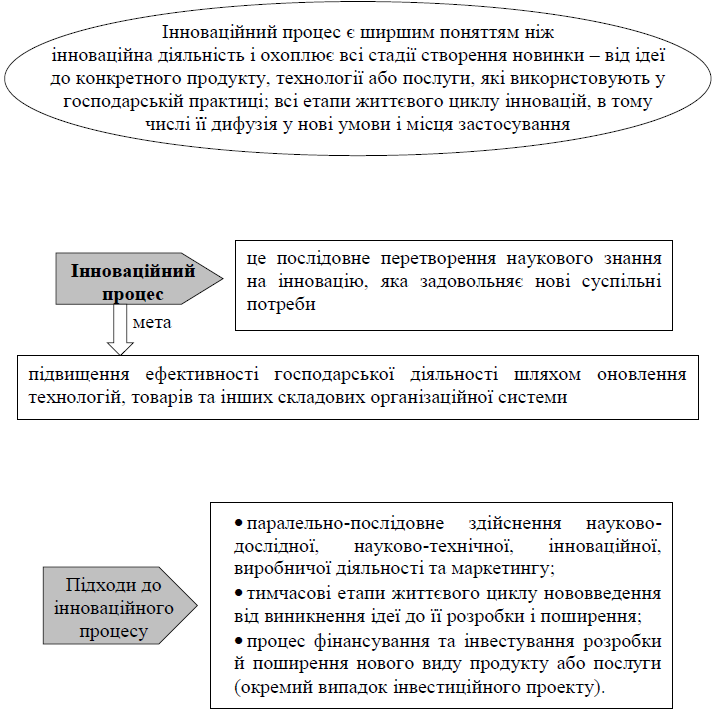 Інноваційний процес є ширшим поняттям ніж
інноваційна діяльність і охоплює всі стадії створення новинки – від ідеї
до конкретного продукту, технології або послуги, які використовують у
господарській практиці; всі етапи життєвого циклу інновацій, в тому
числі її дифузія у нові умови і місця застосування
Інноваційний
процес
це послідовне перетворення наукового знання
на інновацію, яка задовольняє нові суспільні
потреби
мета
підвищення ефективності господарської діяльності шляхом оновлення
технологій, товарів та інших складових організаційної системи
Підходи до
інноваційного
процесу
• паралельно-послідовне здійснення науково-
дослідної, науково-технічної, інноваційної,
виробничої діяльності та маркетингу;
• тимчасові етапи життєвого циклу нововведення
від виникнення ідеї до її розробки і поширення;
• процес фінансування та інвестування розробки
й поширення нового виду продукту або послуги
(окремий випадок інвестиційного проекту).